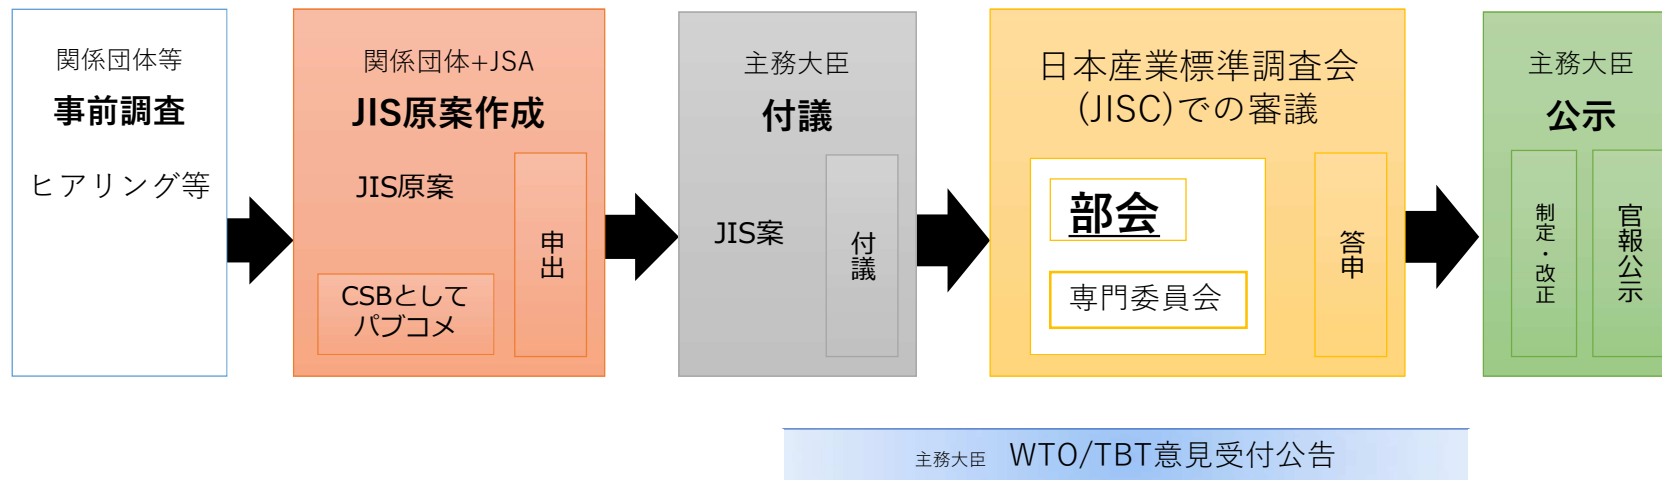 関係団体等
事前調査
ヒアリング等
関係団体+JSA
JIS原案作成
JIS原案
CSBとして
パブコメ
申出
主務大臣
付議
JIS案
付議
日本産業標準調査会
(JISC)での審議
部会
専門委員会
答申
主務大臣
公示
制定・改正
官報公示
主務大臣 WTO/TBT意見受付公告